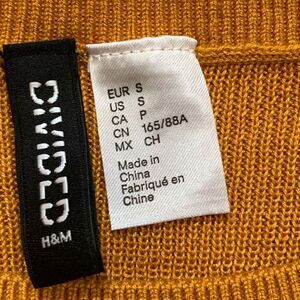 DIVIDED
H&M
EUR S
US S
CA P
CN 165/88A
MX CH
Made in
China
Fabriqué en
Chine